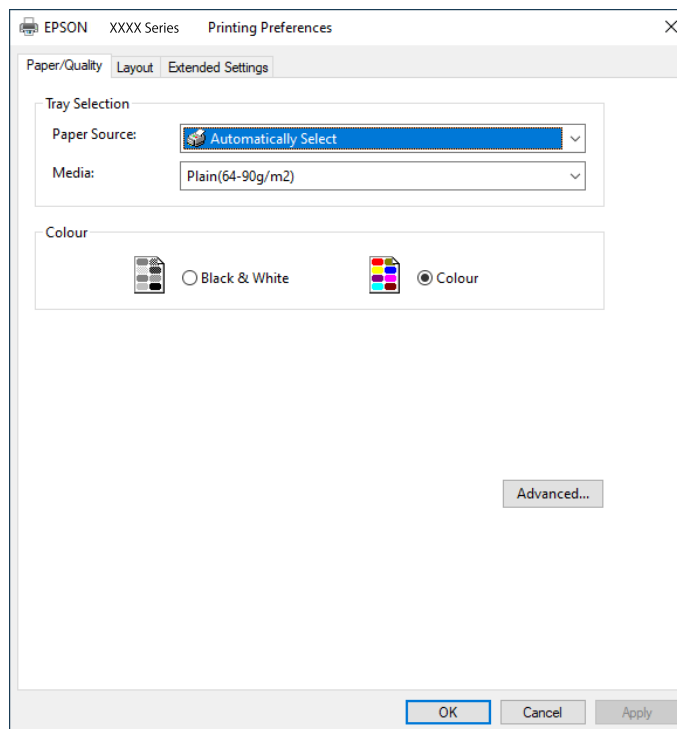 EPSON XXXX Series Printing Preferences
Paper/Quality Layout Extended Settings
Tray Selection
Paper Source: Automatically Select
Media: Plain(64-90g/m2)
Colour
Black & White Colour
Advanced...
OK Cancel Apply